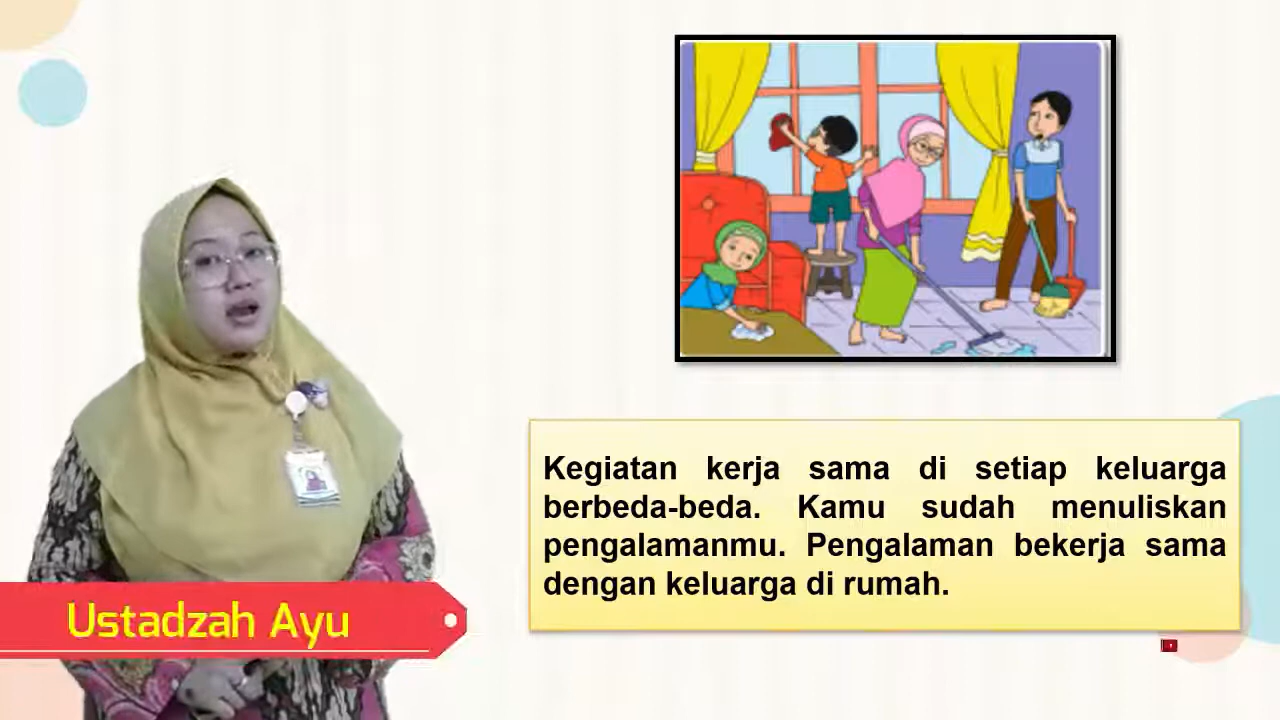 Kegiatan kerja sama di setiap keluarga
berbeda-beda. Kamu sudah menuliskan
pengalamanmu. Pengalaman bekerja sama
dengan keluarga di rumah.
Ustadzah Ayu